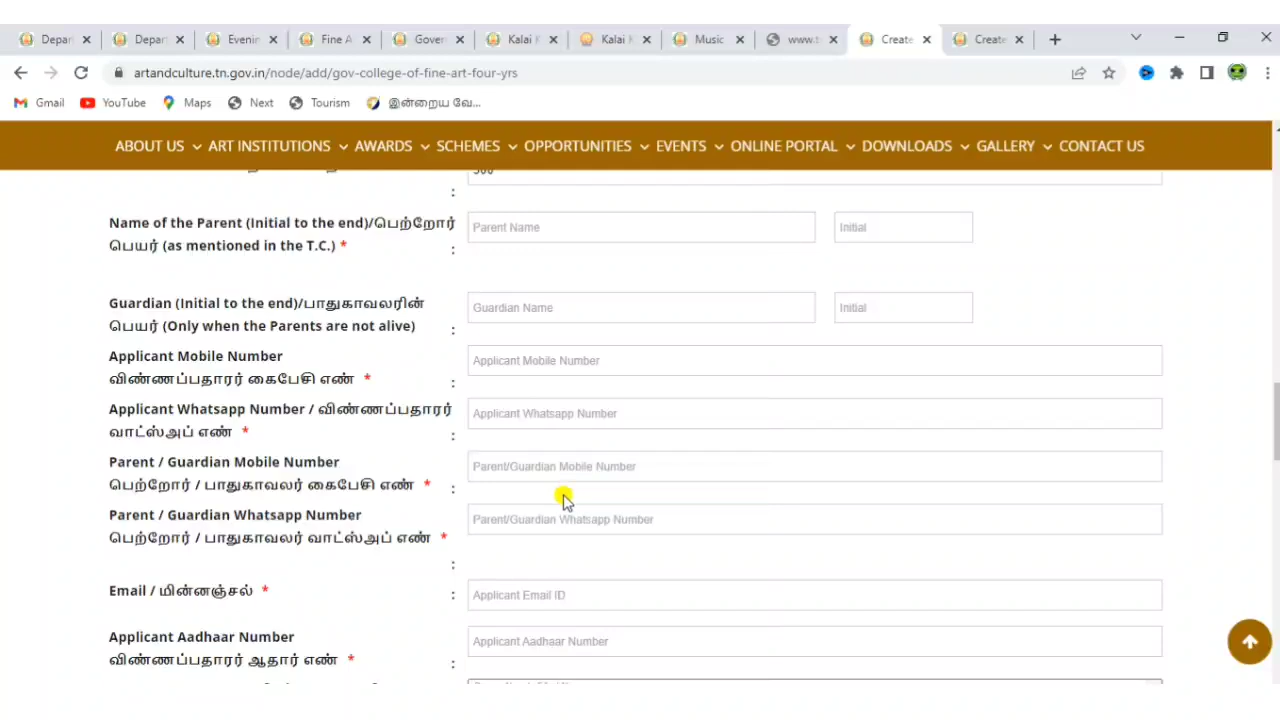 Depar
Depar
Evenin
Fine A
Gover
Kalai K
Kalai K
Music
www.t
Create
Create
artandculture.tn.gov.in/node/add/gov-college-of-fine-art-four-yrs
Gmail YouTube Maps Next Tourism இன்றைய வே...
ABOUT US ART INSTITUTIONS AWARDS SCHEMES OPPORTUNITIES EVENTS ONLINE PORTAL DOWNLOADS GALLERY CONTACT US
:
Name of the Parent (Initial to the end)/பெற்றோர் Parent Name Initial
பெயர் (as mentioned in the T.C.) * :
Guardian (Initial to the end)/பாதுகாவலரின் Guardian Name Initial
பெயர் (Only when the Parents are not alive) :
Applicant Mobile Number Applicant Mobile Number
விண்ணப்பதாரர் கைபேசி எண் * :
Applicant Whatsapp Number / விண்ணப்பதாரர் Applicant Whatsapp Number
வாட்ஸ்அப் எண் * :
Parent / Guardian Mobile Number Parent/Guardian Mobile Number
பெற்றோர் / பாதுகாவலர் கைபேசி எண் * :
Parent / Guardian Whatsapp Number Parent/Guardian Whatsapp Number
பெற்றோர் / பாதுகாவலர் வாட்ஸ்அப் எண் *
:
Email / மின்னஞ்சல் * : Applicant Email ID
Applicant Aadhaar Number Applicant Aadhaar Number
விண்ணப்பதாரர் ஆதார் எண் * :